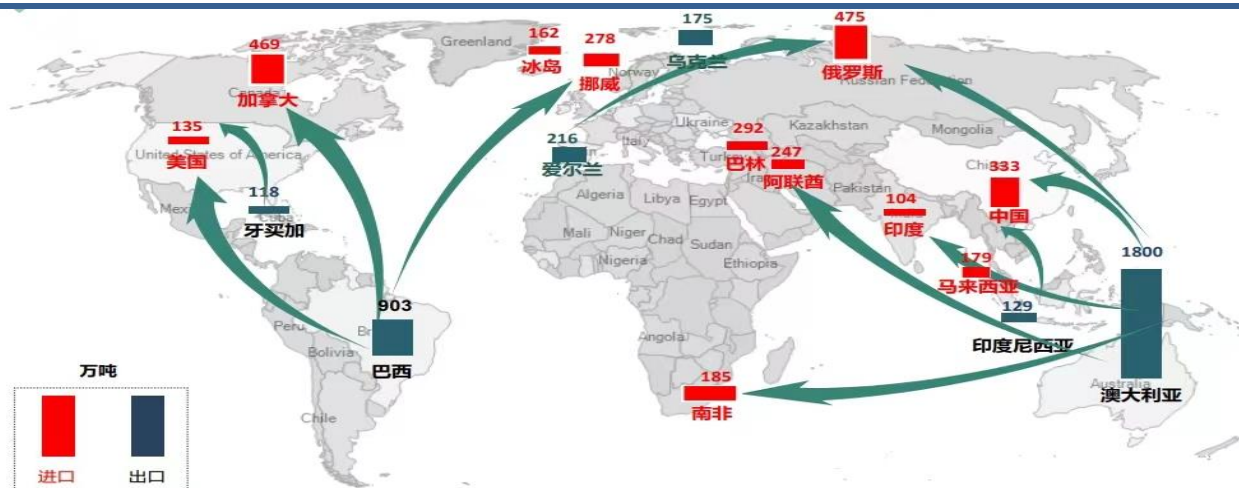 469
加拿大
Canada
Greenland
162
冰岛
278
挪威
Norway
175
乌克兰
475
俄罗斯
Russian Federation
135
United States of America
美国
118
Cuba
牙买加
216
爱尔兰
Italy
Ukraine
292
巴林
247
阿联酋
Kazakhstan
Mongolia
333
中国
Pakistan
104
印度
Algeria
Libya
Egypt
Mali
Niger
Chad
Sudan
Nigeria
Ethiopia
179
马来西亚
129
印度尼西亚
1800
Australia
澳大利亚
903
巴西
Peru
Bolivia
Chile
Angola
185
南非
万吨
进口
出口